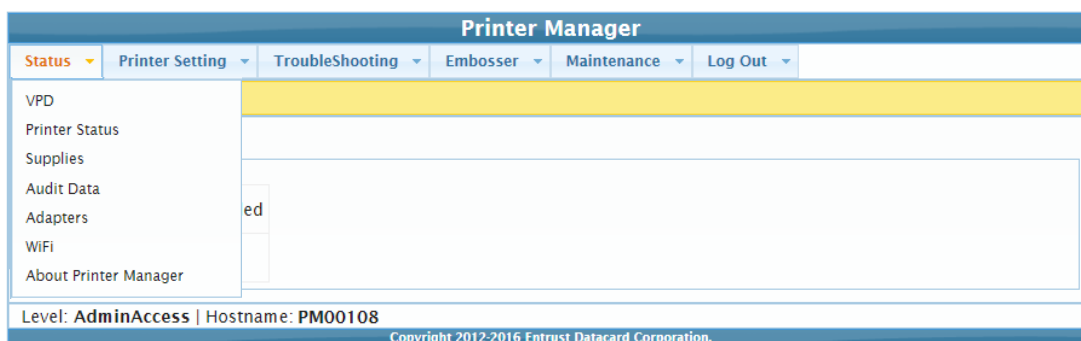 Printer Manager
Status Printer Setting TroubleShooting Embosser Maintenance Log Out
VPD
Printer Status
Supplies
Audit Data
Adapters
ed
WiFi
About Printer Manager
Level: AdminAccess | Hostname: PM00108
Copyright 2012-2016 Entrust Datacard Corporation.